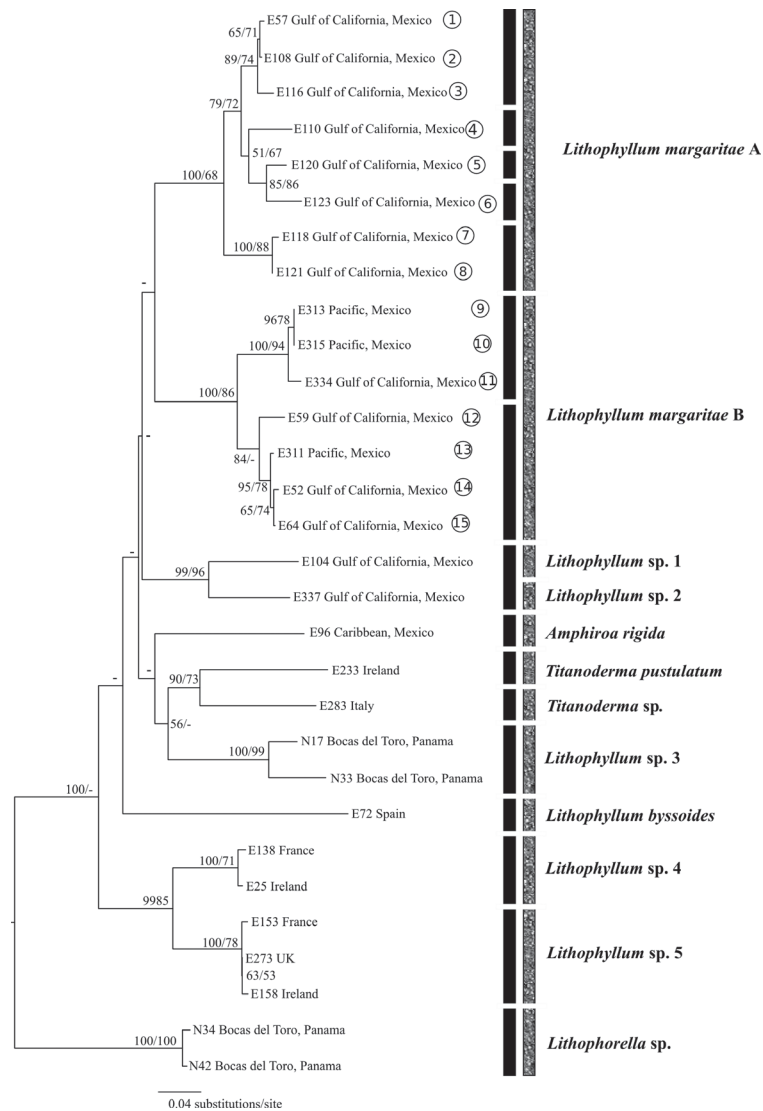 E57 Gulf of California, Mexico ①
65/71
E108 Gulf of California, Mexico ②
89/74
E116 Gulf of California, Mexico ③
79/72
E110 Gulf of California, Mexico ④
51/67
Lithophyllum margaritae A
E120 Gulf of California, Mexico ⑤
85/86
100/68
E123 Gulf of California, Mexico ⑥
E118 Gulf of California, Mexico ⑦
100/88
E121 Gulf of California, Mexico ⑧
-
E313 Pacific, Mexico ⑨
9678
E315 Pacific, Mexico ⑩
100/94
E334 Gulf of California, Mexico ⑪
100/86
E59 Gulf of California, Mexico ⑫
Lithophyllum margaritae B
-
84/-
E311 Pacific, Mexico ⑬
95/78
E52 Gulf of California, Mexico ⑭
65/74
E64 Gulf of California, Mexico ⑮
-
E104 Gulf of California, Mexico
Lithophyllum sp. 1
99/96
E337 Gulf of California, Mexico
Lithophyllum sp. 2
E96 Caribbean, Mexico
Amphiroa rigida
-
-
E233 Ireland
Titanoderma pustulatum
90/73
E283 Italy
Titanoderma sp.
56/-
N17 Bocas del Toro, Panama
100/99
Lithophyllum sp. 3
N33 Bocas del Toro, Panama
100/-
E72 Spain
Lithophyllum byssoides
E138 France
100/71
Lithophyllum sp. 4
E25 Ireland
9985
E153 France
100/78
Lithophyllum sp. 5
E273 UK
63/53
E158 Ireland
N34 Bocas del Toro, Panama
100/100
Lithophorella sp.
N42 Bocas del Toro, Panama
0.04 substitutions/site